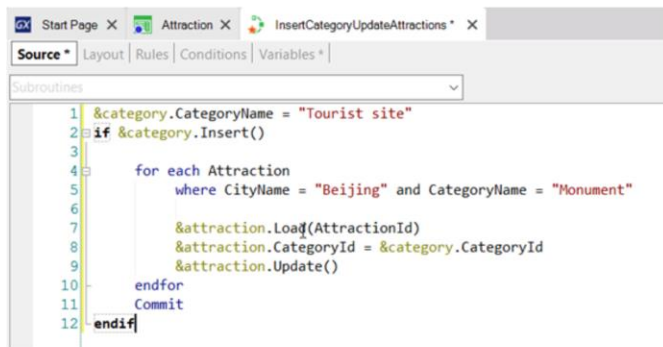 GX Start Page X Attraction X InsertCategoryUpdateAttractions * X
Source * Layout Rules Conditions Variables *
Subroutines
1 &category.CategoryName = "Tourist site"
2 if &category.Insert()
3
4 for each Attraction
5 where CityName = "Beijing" and CategoryName = "Monument"
6
7 &attraction.Load(AttractionId)
8 &attraction.CategoryId = &category.CategoryId
9 &attraction.Update()
10 endfor
11 Commit
12 endif